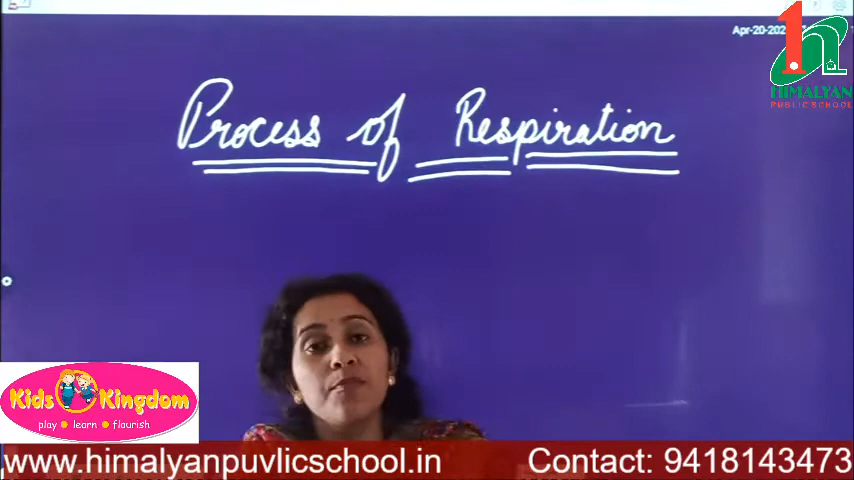 Apr-20-202
HIMALYAN
PUBLIC SCHOOL
Process of Respiration
Kids Kingdom
play learn flourish
www.himalyanpuvlicschool.in Contact: 9418143473